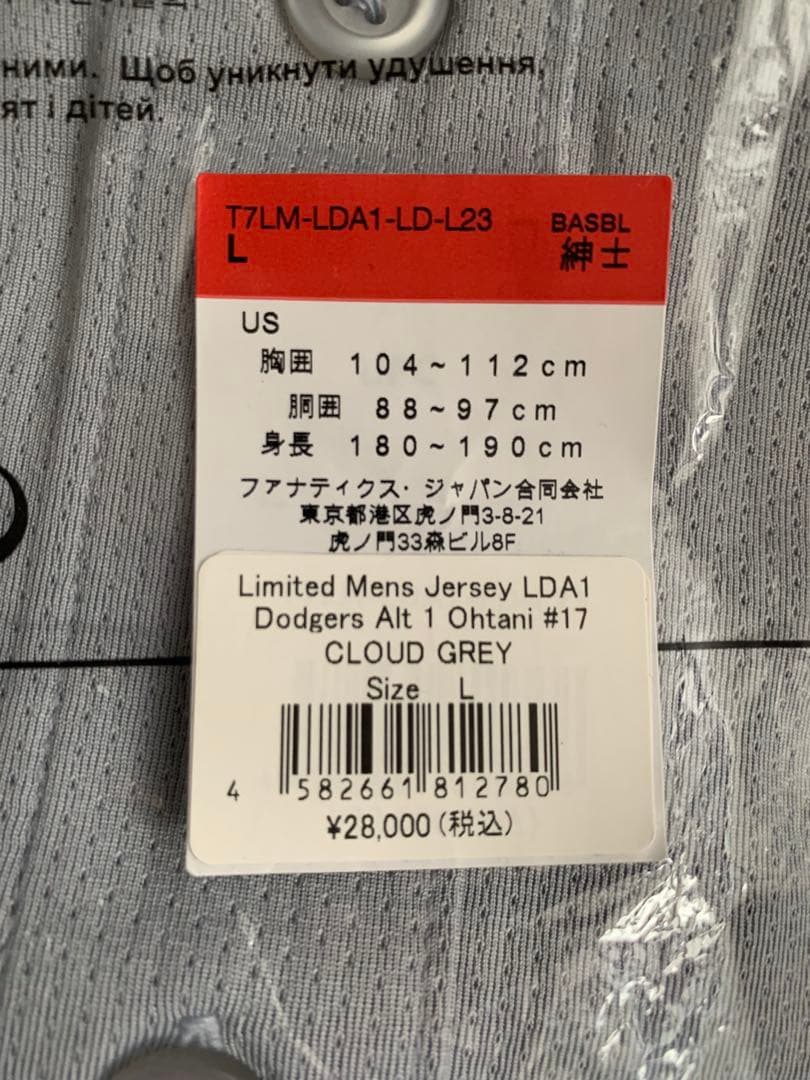 ними. Щоб уникнути удушення,
ят і дітей.
T7LM-LDA1-LD-L23 BASBL
L 紳士
US
胸囲 104~112cm
胴囲 88~97cm
身長 180~190cm
ファナティクス・ジャパン合同会社
東京都港区虎ノ門3-8-21
虎ノ門33森ビル8F
Limited Mens Jersey LDA1
Dodgers Alt 1 Ohtani #17
CLOUD GREY
Size L
4 582661 812780
¥28,000(税込)